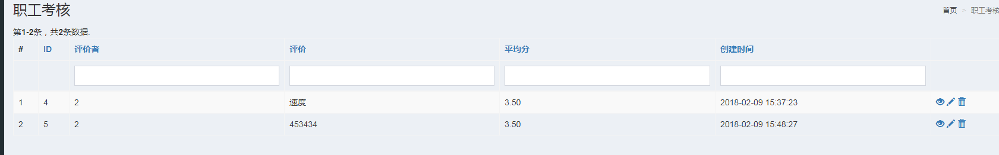 职工考核
首页 > 职工考核
第1-2条，共2条数据.
# ID 评价者 评价 平均分 创建时间
1 4 2 速度 3.50 2018-02-09 15:37:23
2 5 2 453434 3.50 2018-02-09 15:48:27